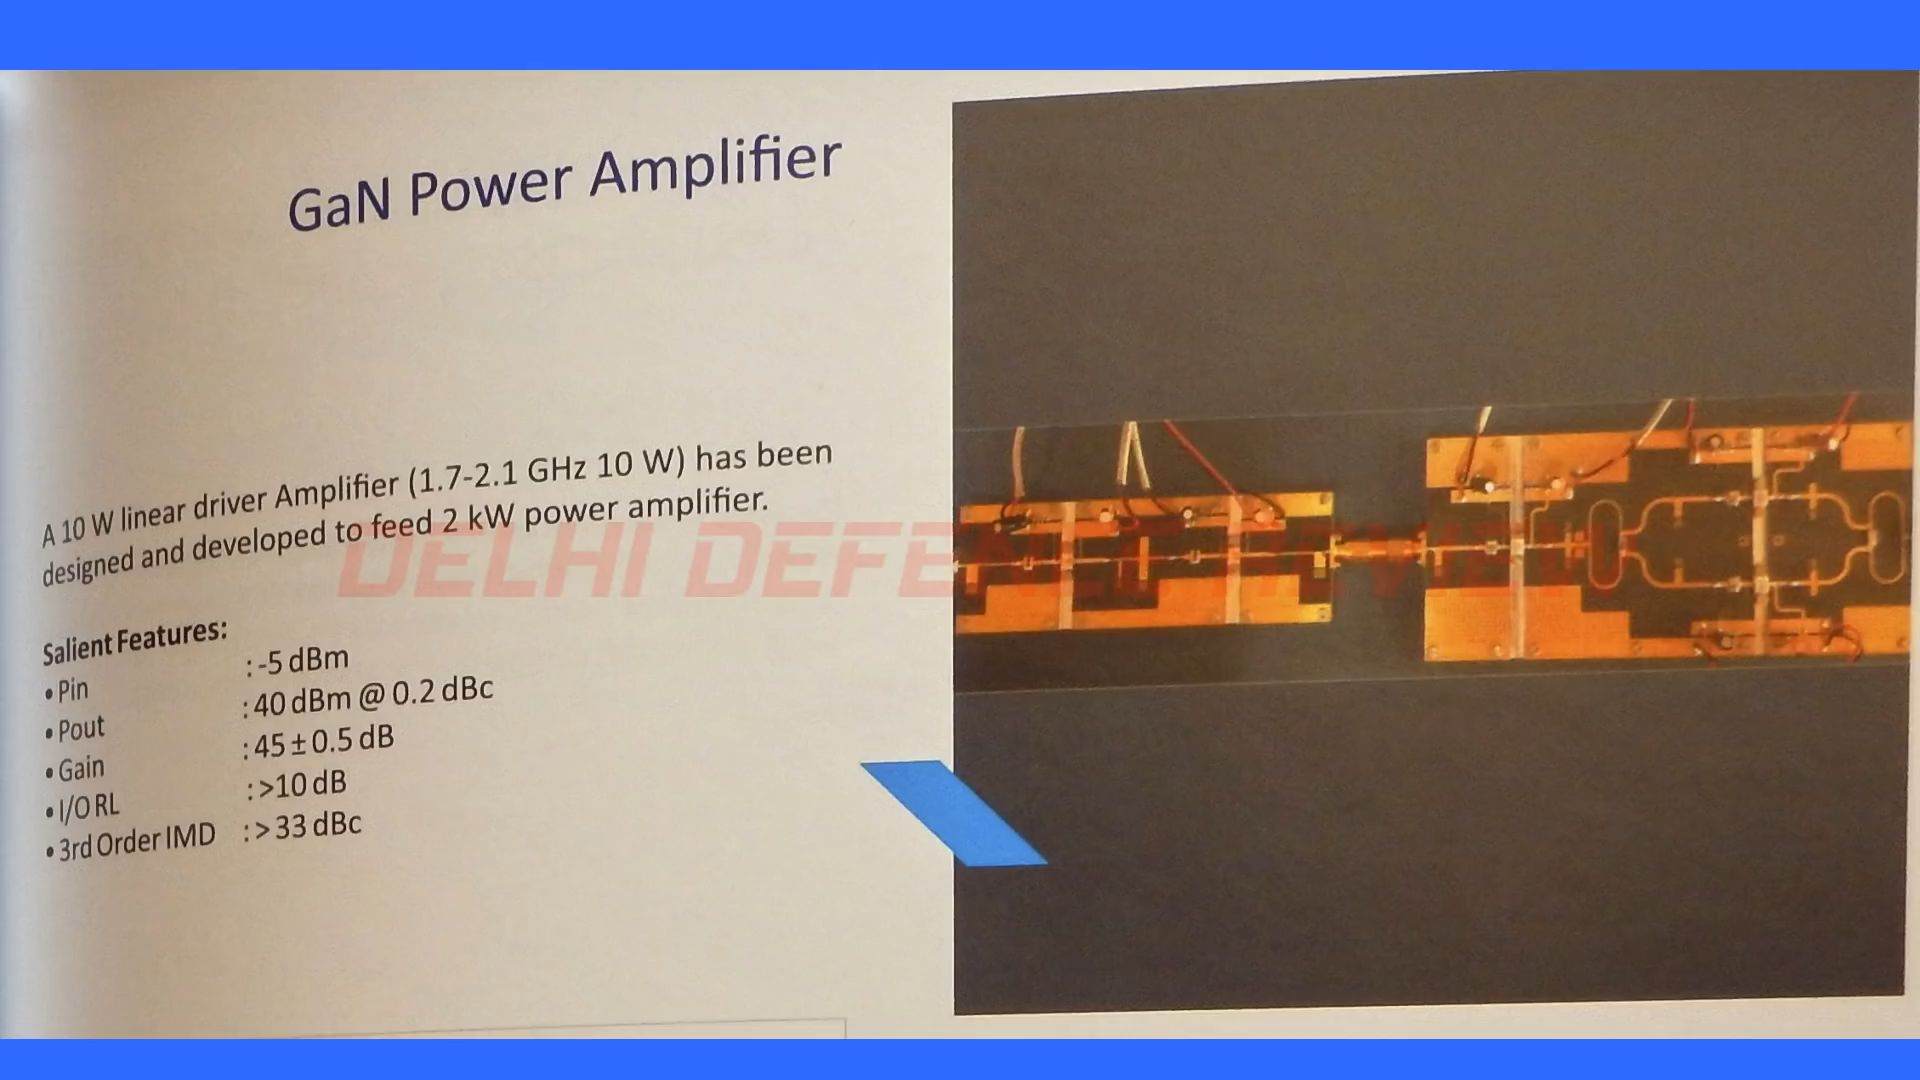 GaN Power Amplifier
A 10 W linear driver Amplifier (1.7-2.1 GHz 10 W) has been
designed and developed to feed 2 kW power amplifier.
DELHI DEFENCE REVIEW
Salient Features:
• Pin : -5 dBm
• Pout : 40 dBm @ 0.2 dBc
• Gain : 45 ± 0.5 dB
• I/O RL : >10 dB
• 3rd Order IMD : > 33 dBc